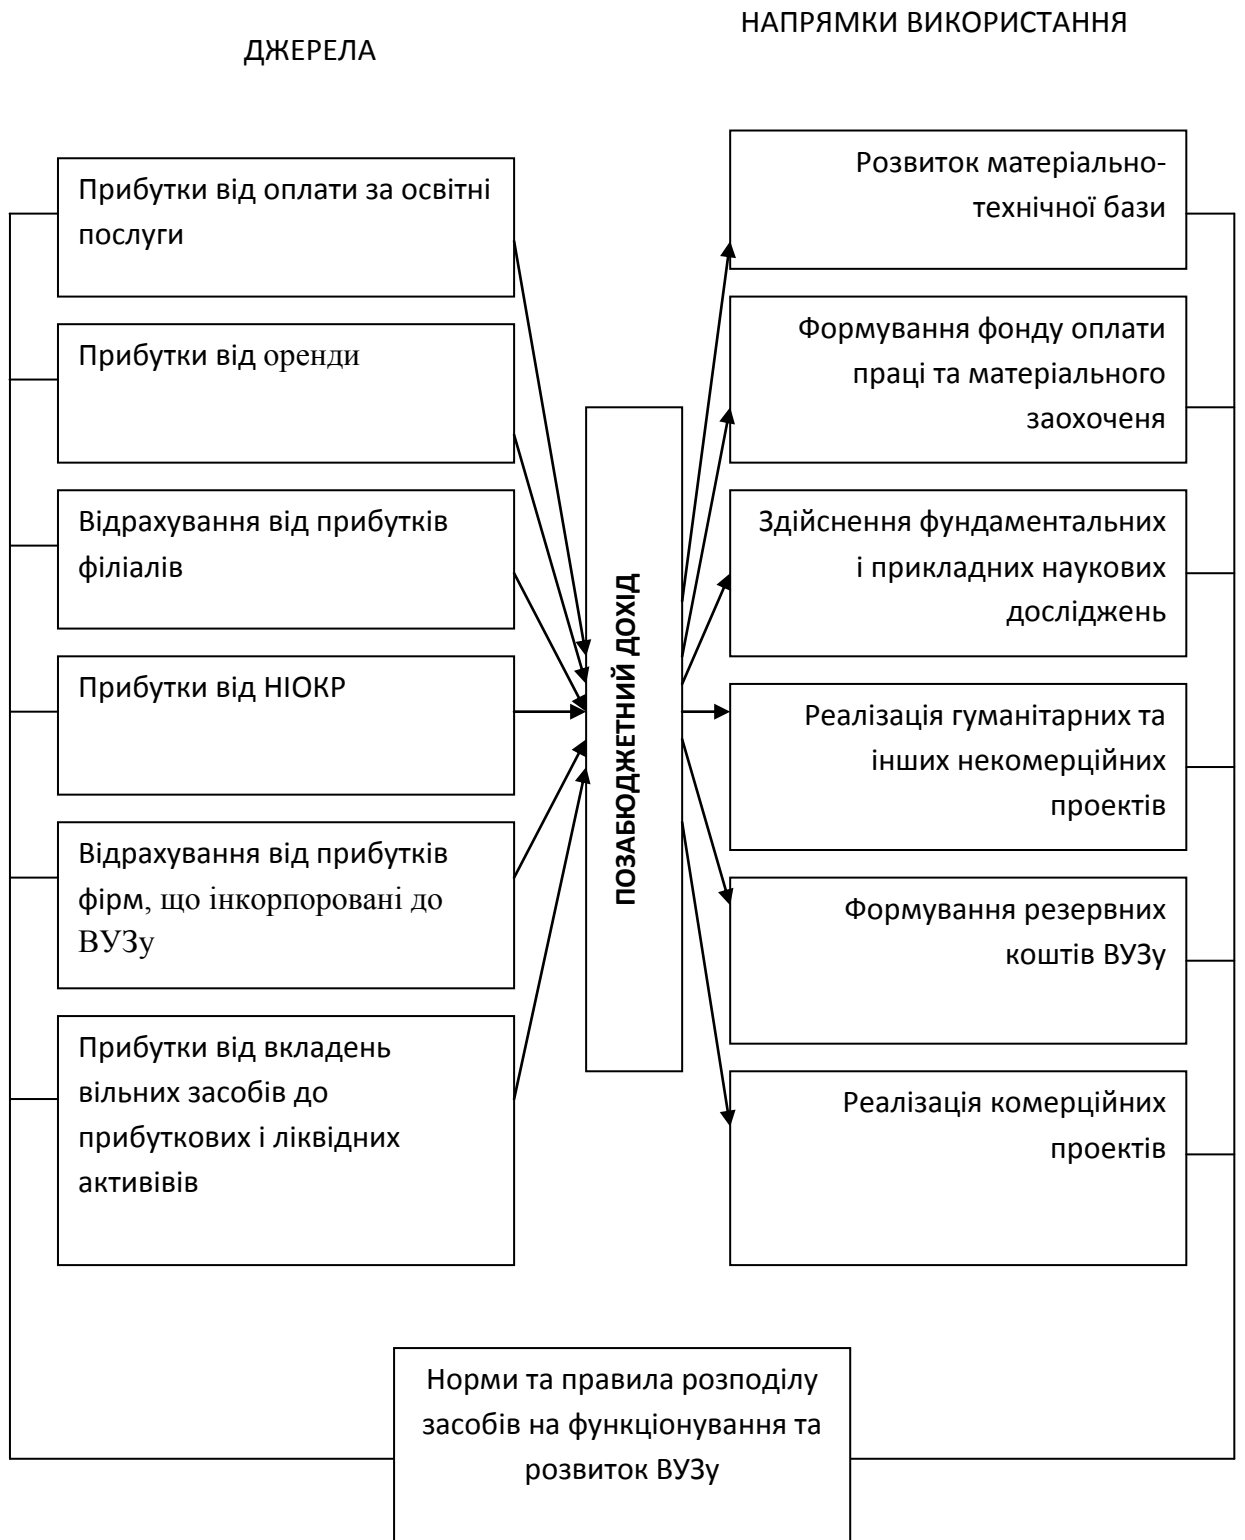 ДЖЕРЕЛА
НАПРЯМКИ ВИКОРИСТАННЯ
Прибутки від оплати за освітні
послуги
Прибутки від оренди
Відрахування від прибутків
філіалів
Прибутки від НІОКР
Відрахування від прибутків
фірм, що інкорпоровані до
ВУЗу
Прибутки від вкладень
вільних засобів до
прибуткових і ліквідних
активівів
ПОЗАБЮДЖЕТНИЙ ДОХІД
Розвиток матеріально-
технічної бази
Формування фонду оплати
праці та матеріального
заохоченя
Здійснення фундаментальних
і прикладних наукових
досліджень
Реалізація гуманітарних та
інших некомерційних
проектів
Формування резервних
коштів ВУЗу
Реалізація комерційних
проектів
Норми та правила розподілу
засобів на функціонування та
розвиток ВУЗу